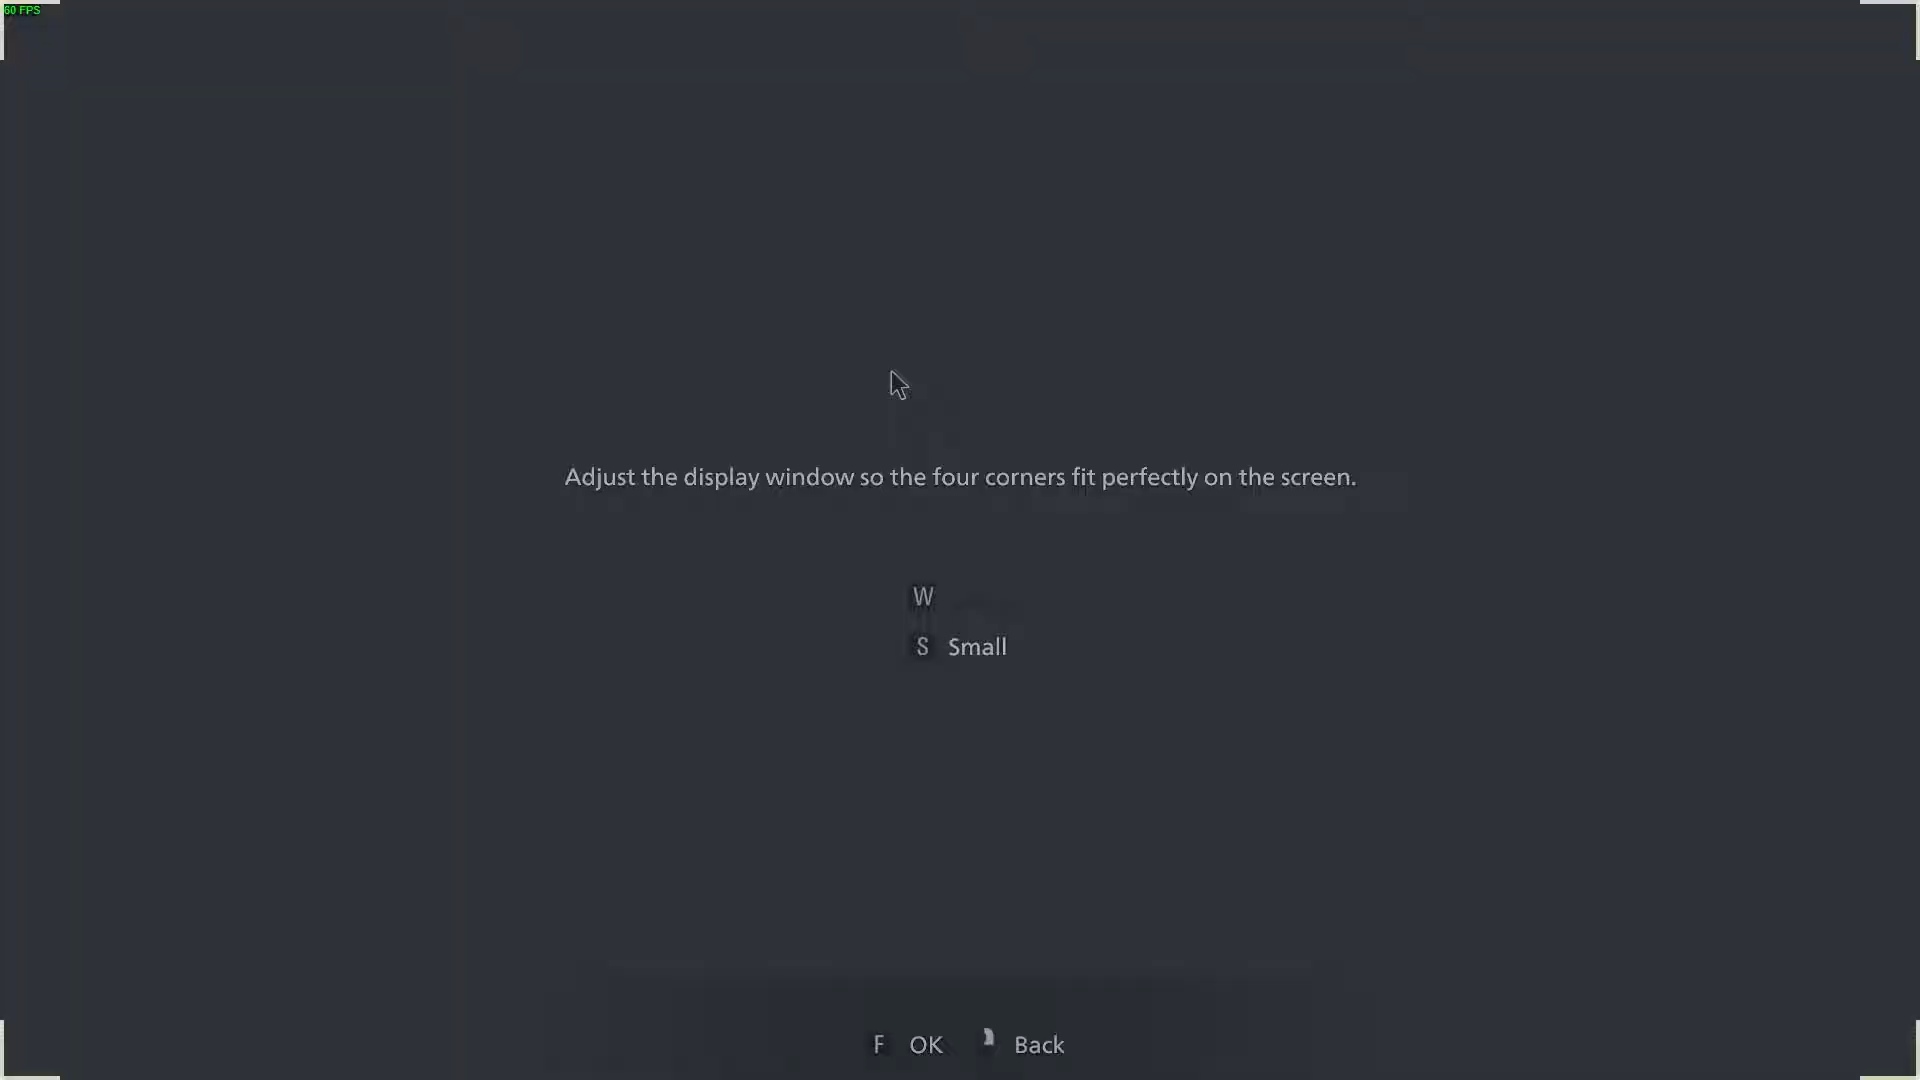 60 FPS
Adjust the display window so the four corners fit perfectly on the screen.
W
S Small
F OK Back